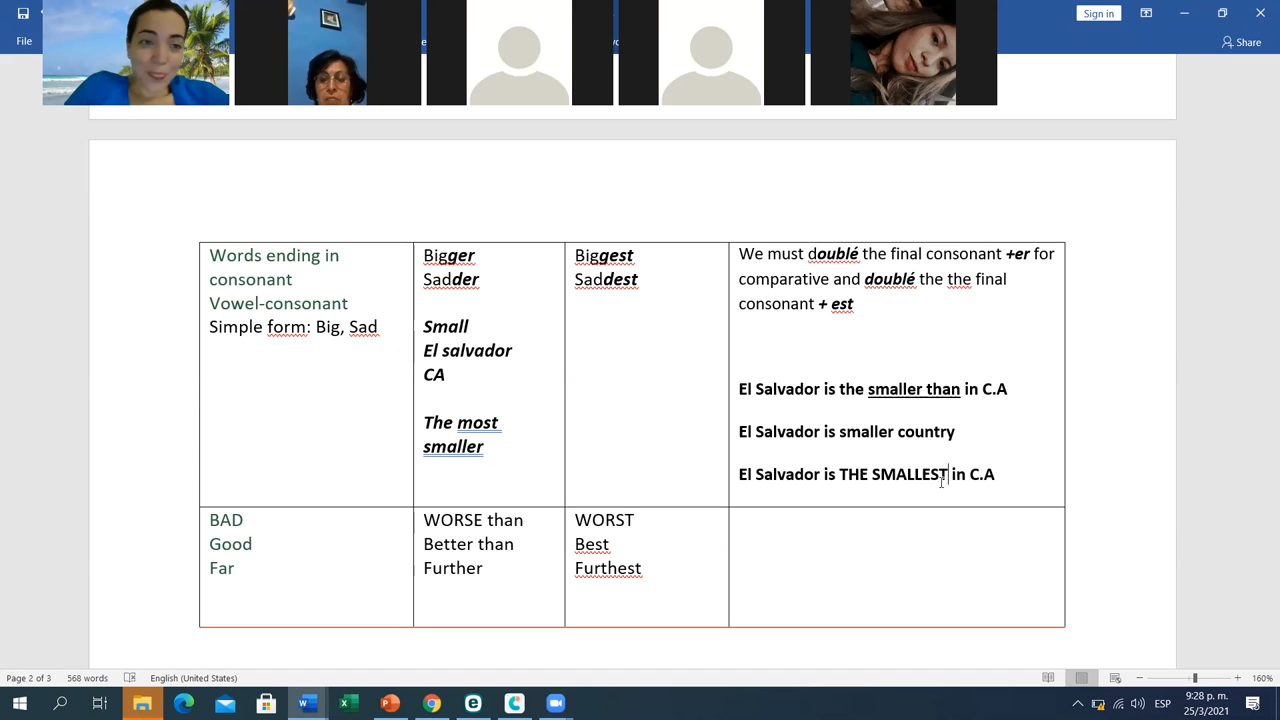 Sign in
File
Share
Words ending in
consonant
Vowel-consonant
Simple form: Big, Sad
Bigger
Sadder
Small
El salvador
CA
The most
smaller
Biggest
Saddest
We must doublé the final consonant +er for
comparative and doublé the the final
consonant + est
El Salvador is the smaller than in C.A
El Salvador is smaller country
El Salvador is THE SMALLEST in C.A
BAD
Good
Far
WORSE than
Better than
Further
WORST
Best
Furthest
Page 2 of 3
568 words
English (United States)
160%
ESP
9:28 p. m.
25/3/2021